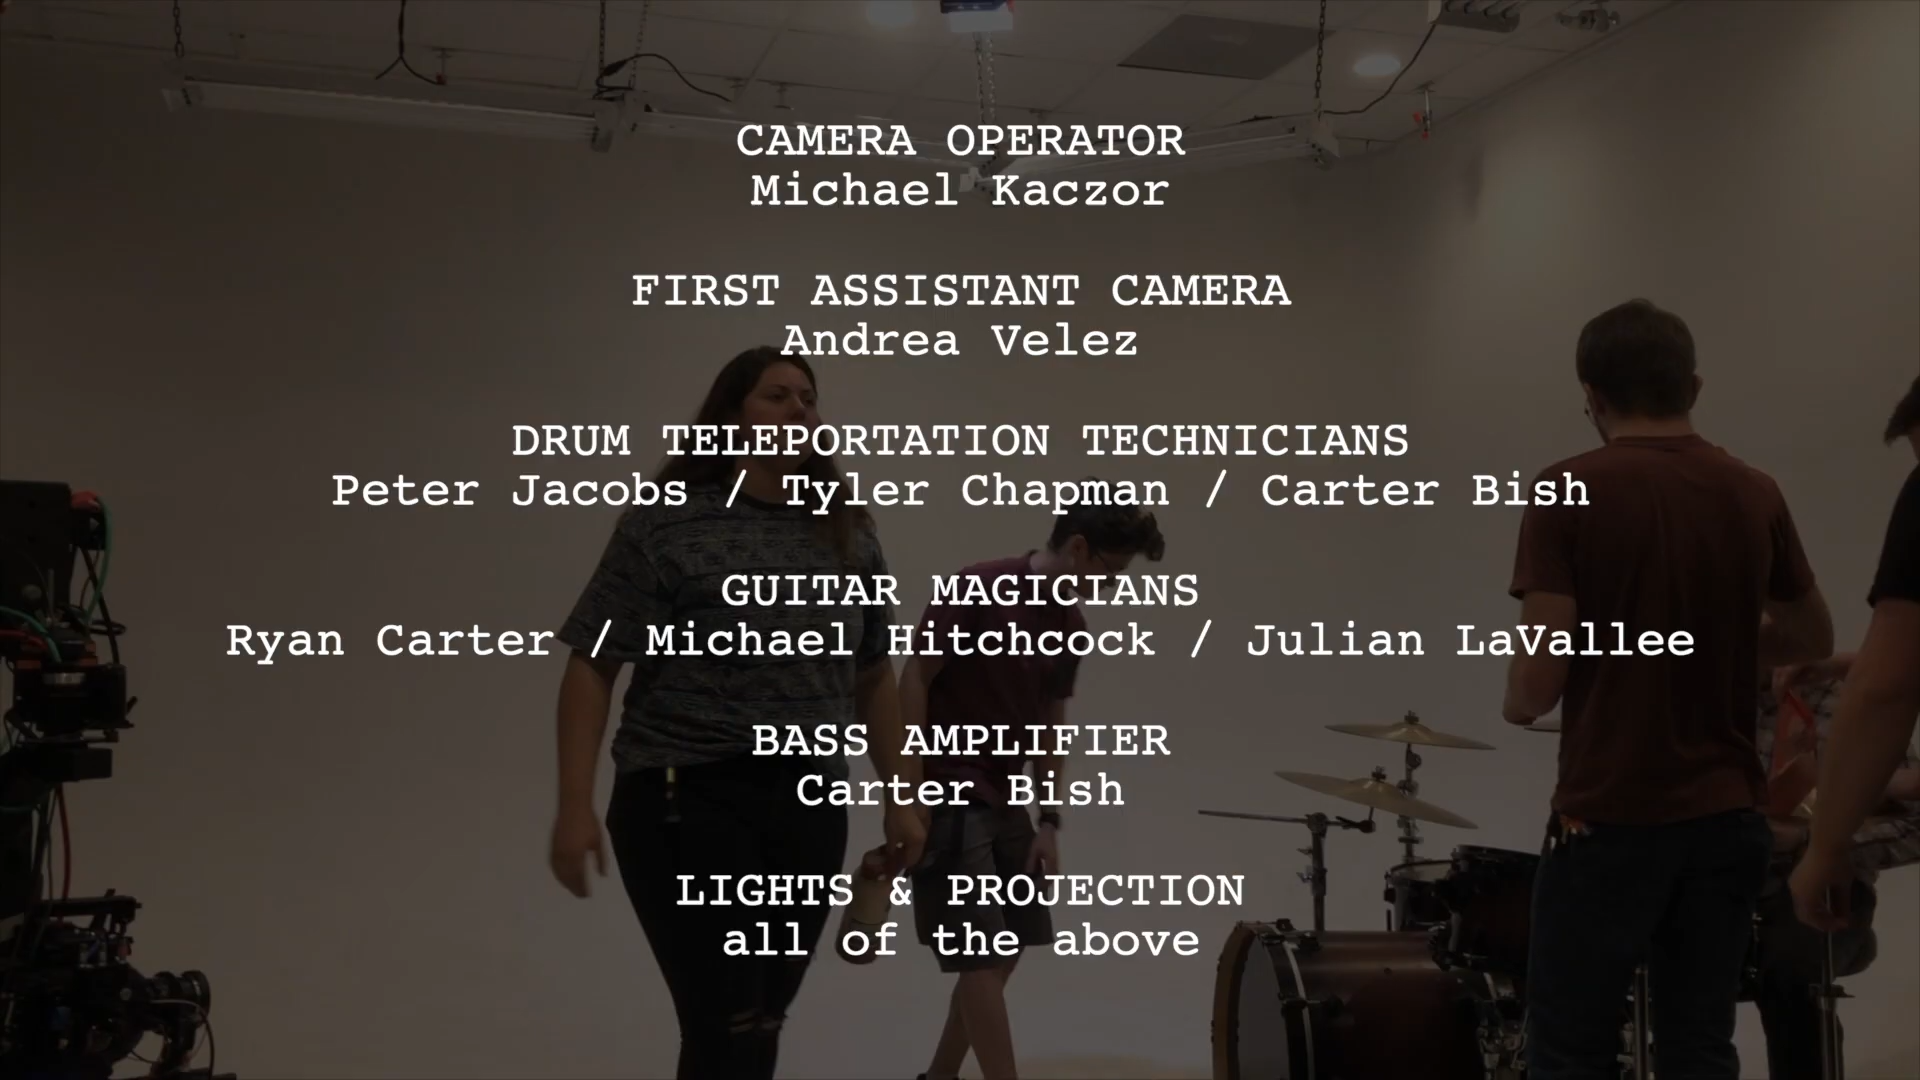 CAMERA OPERATOR
Michael Kaczor
FIRST ASSISTANT CAMERA
Andrea Velez
DRUM TELEPORTATION TECHNICIANS
Peter Jacobs / Tyler Chapman / Carter Bish
GUITAR MAGICIANS
Ryan Carter / Michael Hitchcock / Julian LaVallee
BASS AMPLIFIER
Carter Bish
LIGHTS & PROJECTION
all of the above